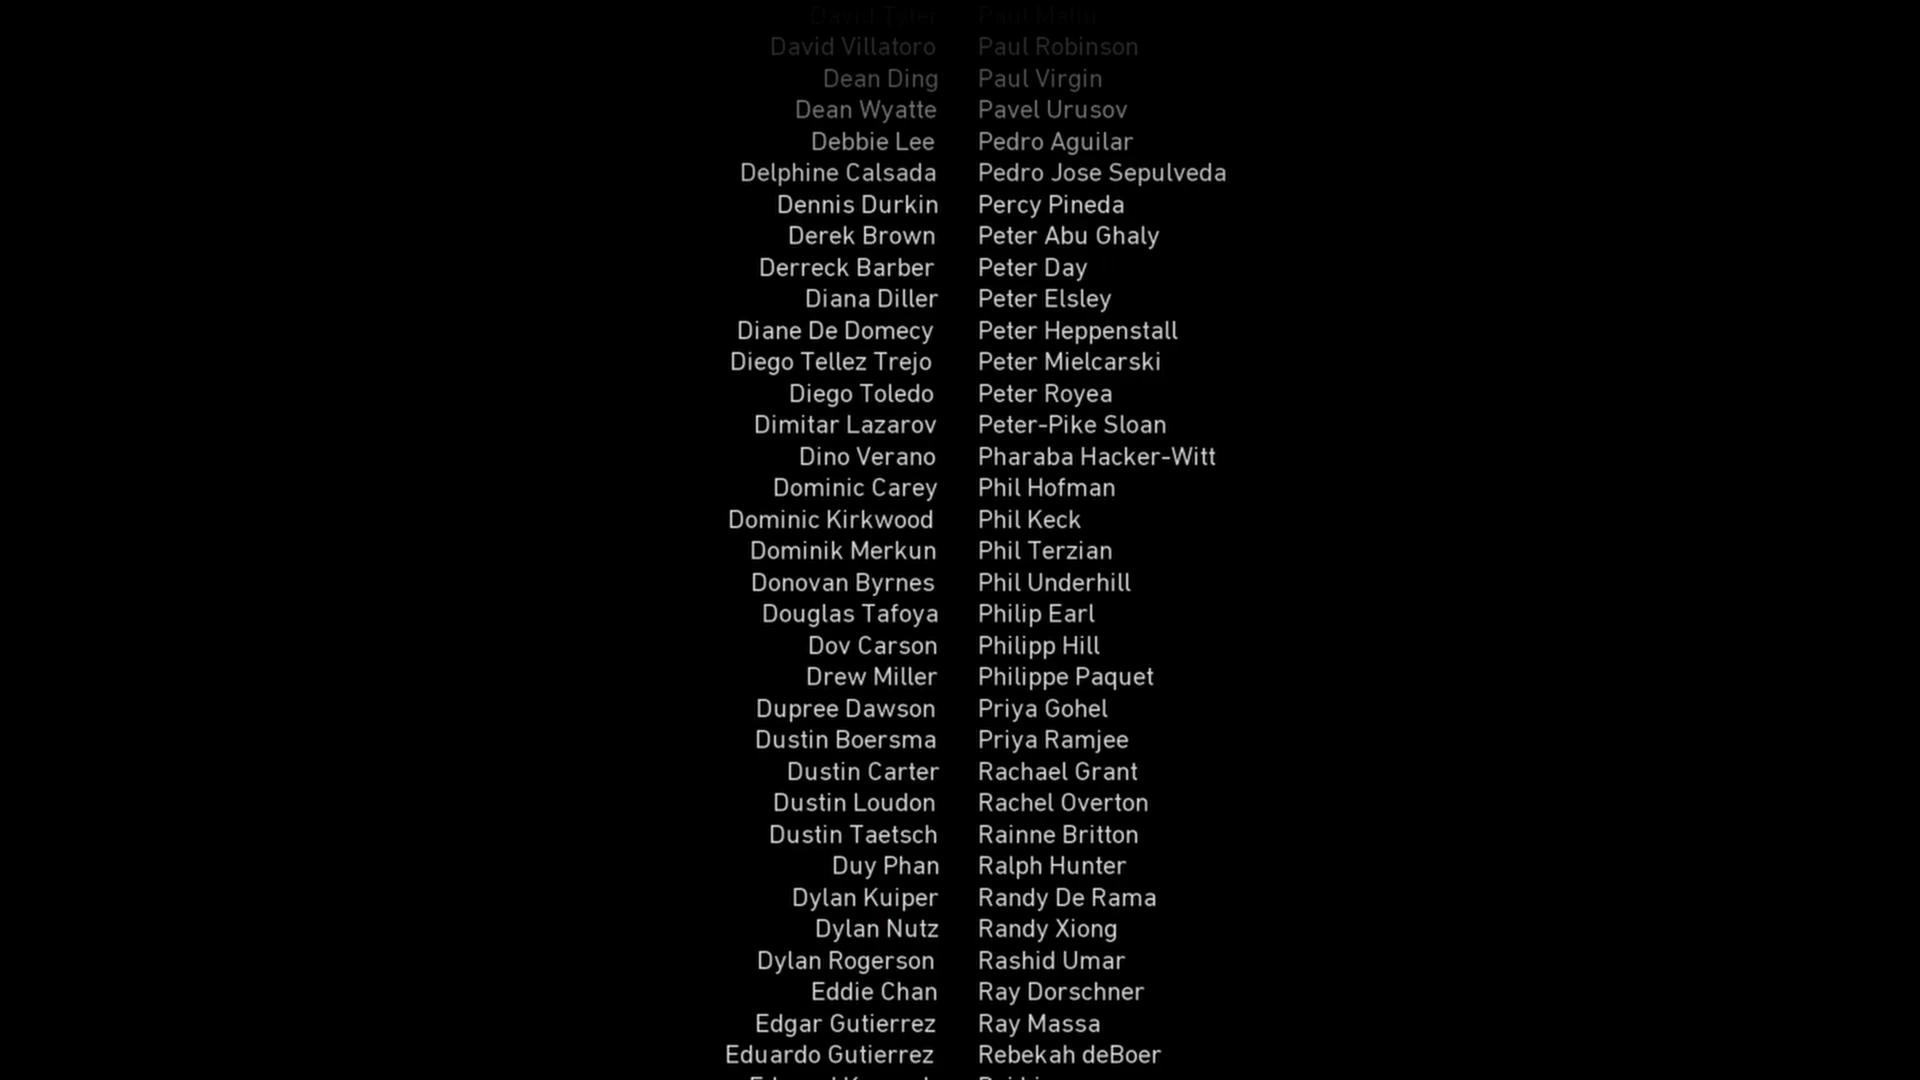 David Tyler Paul Malin
David Villatoro Paul Robinson
Dean Ding Paul Virgin
Dean Wyatte Pavel Urusov
Debbie Lee Pedro Aguilar
Delphine Calsada Pedro Jose Sepulveda
Dennis Durkin Percy Pineda
Derek Brown Peter Abu Ghaly
Derreck Barber Peter Day
Diana Diller Peter Elsley
Diane De Domecy Peter Heppenstall
Diego Tellez Trejo Peter Mielcarski
Diego Toledo Peter Royea
Dimitar Lazarov Peter-Pike Sloan
Dino Verano Pharaba Hacker-Witt
Dominic Carey Phil Hofman
Dominic Kirkwood Phil Keck
Dominik Merkun Phil Terzian
Donovan Byrnes Phil Underhill
Douglas Tafoya Philip Earl
Dov Carson Philipp Hill
Drew Miller Philippe Paquet
Dupree Dawson Priya Gohel
Dustin Boersma Priya Ramjee
Dustin Carter Rachael Grant
Dustin Loudon Rachel Overton
Dustin Taetsch Rainne Britton
Duy Phan Ralph Hunter
Dylan Kuiper Randy De Rama
Dylan Nutz Randy Xiong
Dylan Rogerson Rashid Umar
Eddie Chan Ray Dorschner
Edgar Gutierrez Ray Massa
Eduardo Gutierrez Rebekah deBoer